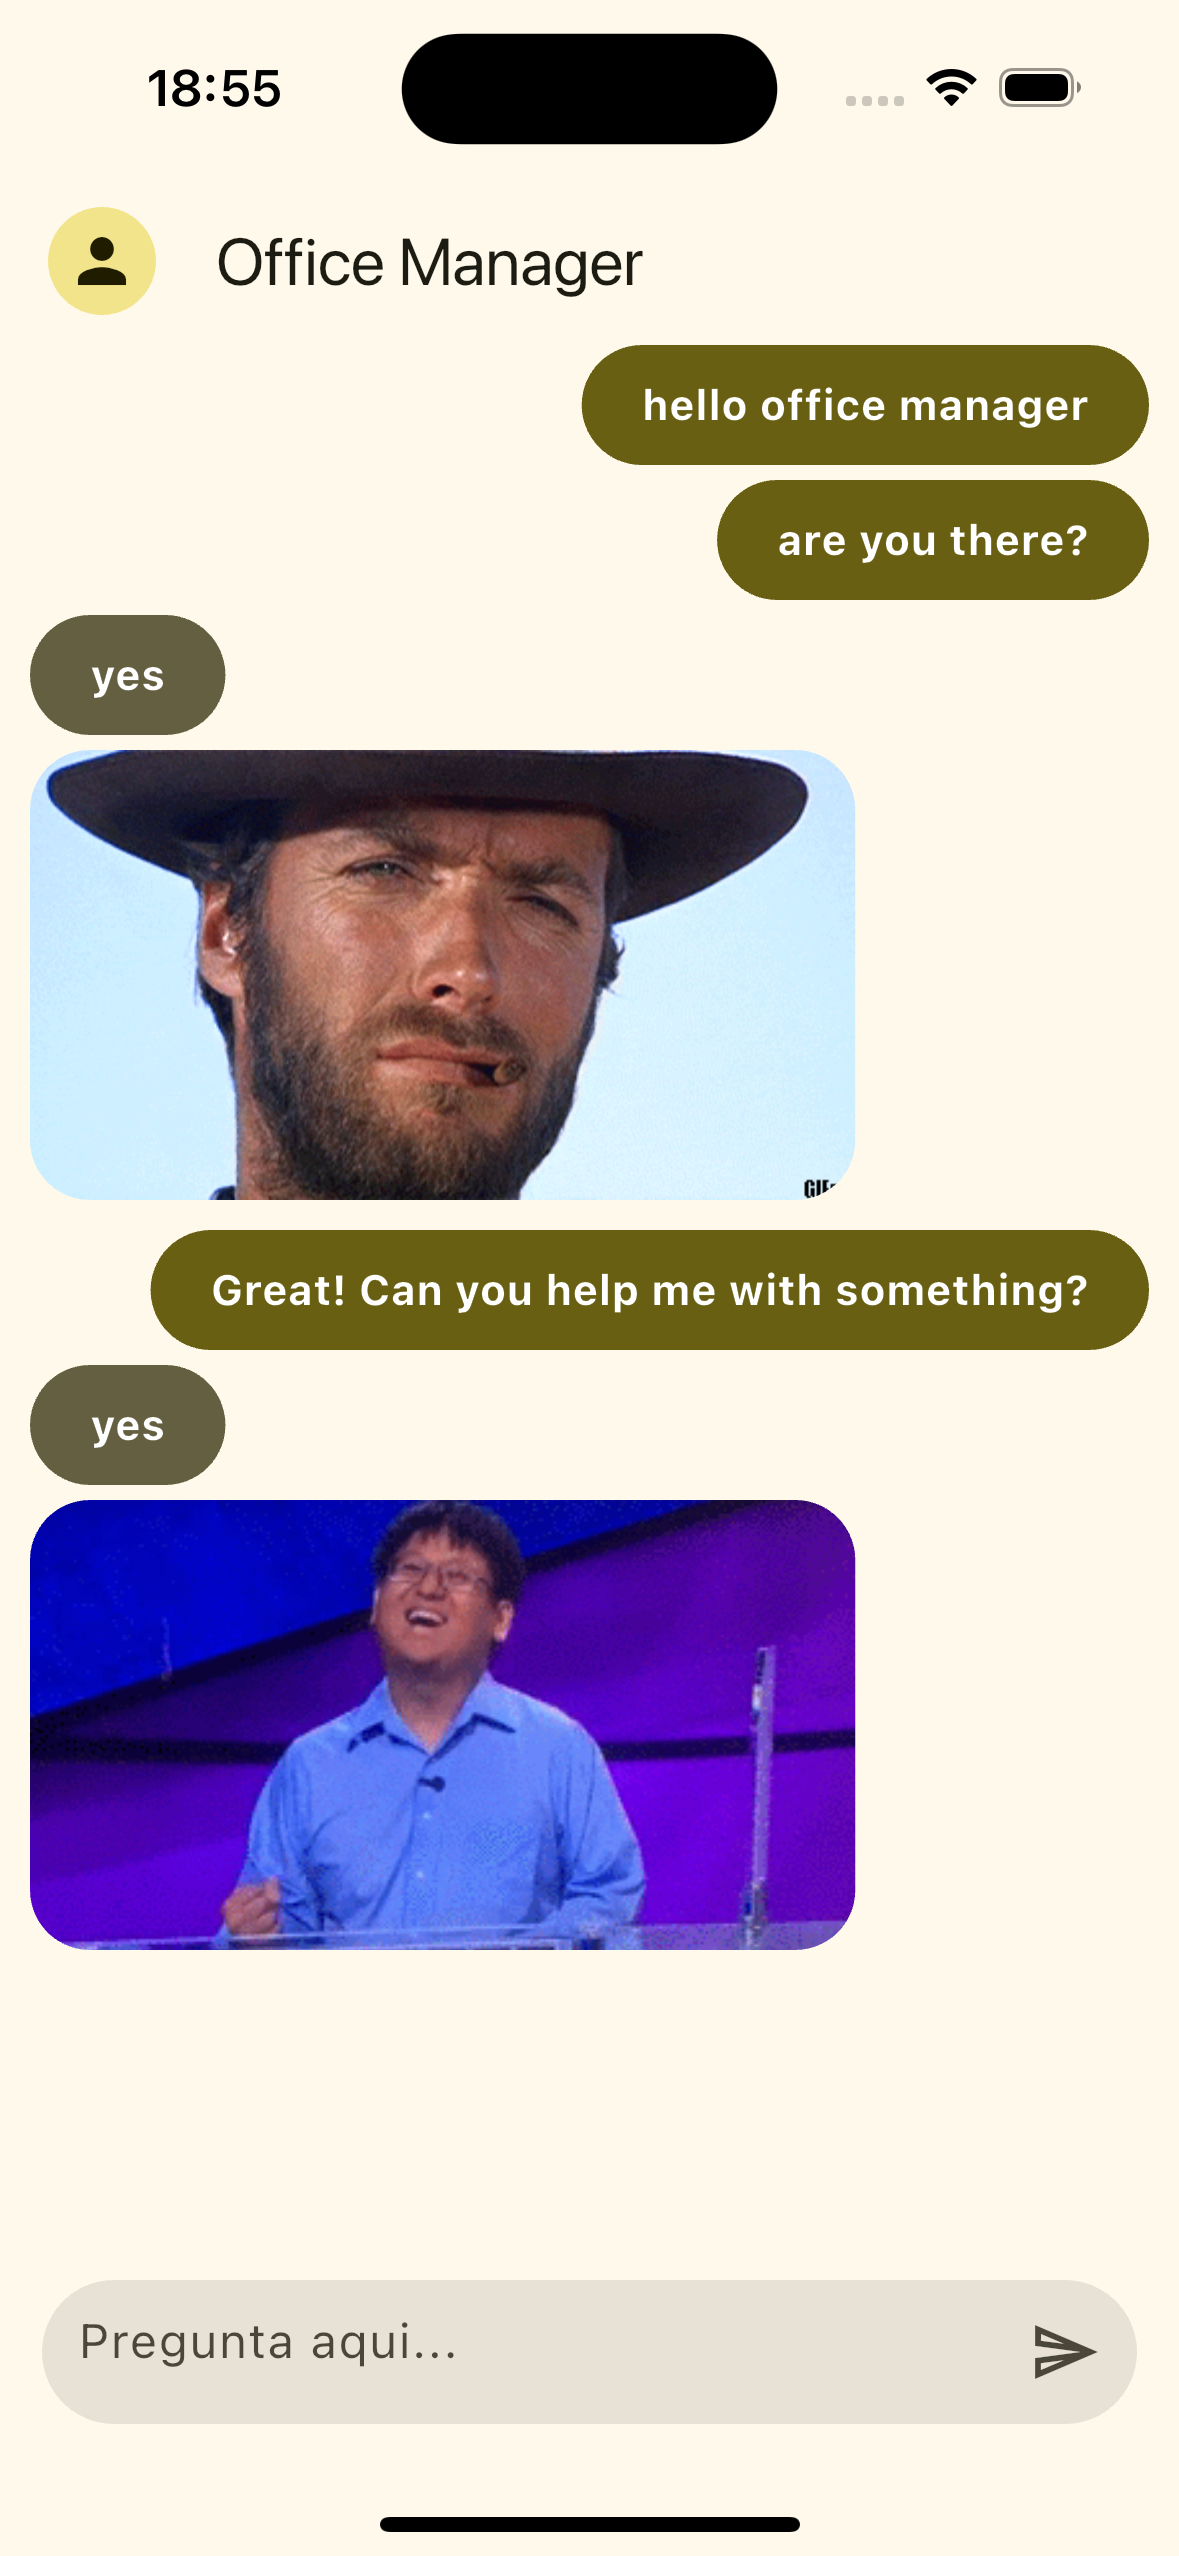 18:55
Office Manager
hello office manager
are you there?
yes
Great! Can you help me with something?
yes
Pregunta aqui...